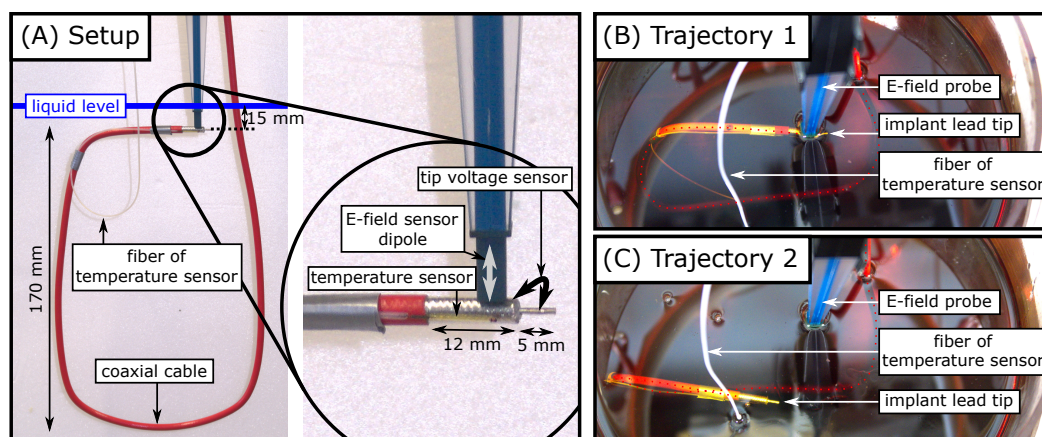 (A) Setup
liquid level
15 mm
170 mm
fiber of
temperature sensor
coaxial cable
tip voltage sensor
E-field sensor
dipole
temperature sensor
12 mm
5 mm
(B) Trajectory 1
E-field probe
implant lead tip
fiber of
temperature sensor
(C) Trajectory 2
E-field probe
fiber of
temperature sensor
implant lead tip